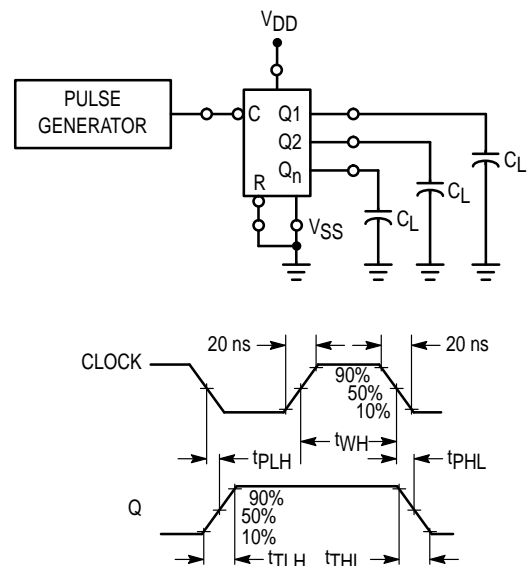 VDD
PULSE
GENERATOR
C
Q1
Q2
Qn
R
VSS
CL
CL
CL
20 ns
20 ns
CLOCK
90%
50%
10%
tWH
tPLH
tPHL
Q
90%
50%
10%
tTLH
tTHL